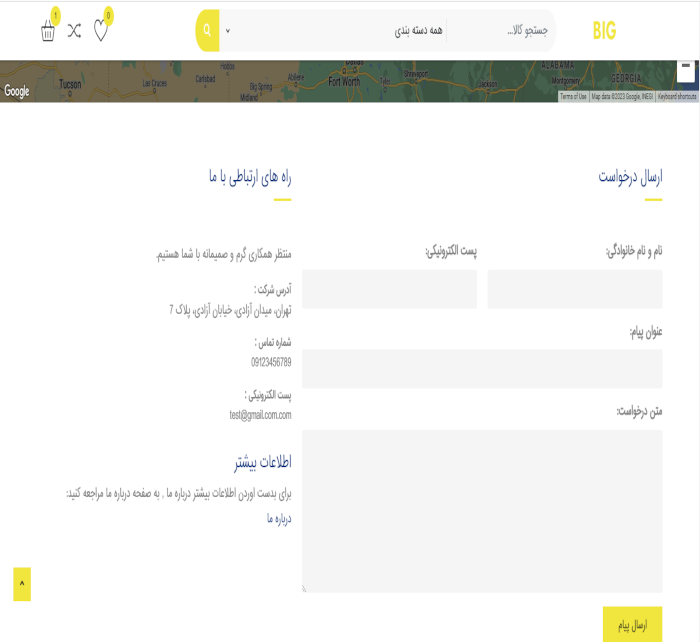 BIG
جستجو کالا...
همه دسته بندی
0
1
Tucson
Las Cruces
Hobbs
Carlsbad
Big Spring
Midland
Abilene
Fort Worth
Tyler
Shreveport
Jackson
ALABAMA
Montgomery
GEORGIA
Google
Keyboard shortcuts
Map data ©2023 Google, INEGI
Terms of Use
ارسال درخواست
نام و نام خانوادگی:
پست الکترونیکی:
عنوان پیام:
متن درخواست:
ارسال پیام
راه های ارتباطی با ما
منتظر همکاری گرم و صمیمانه با شما هستیم.
آدرس شرکت :
تهران، میدان آزادی، خیابان آزادی، پلاک 7
شماره تماس :
09123456789
پست الکترونیکی :
test@gmail.com.com
اطلاعات بیشتر
برای بدست اوردن اطلاعات بیشتر درباره ما , به صفحه درباره ما مراجعه کنید:
درباره ما